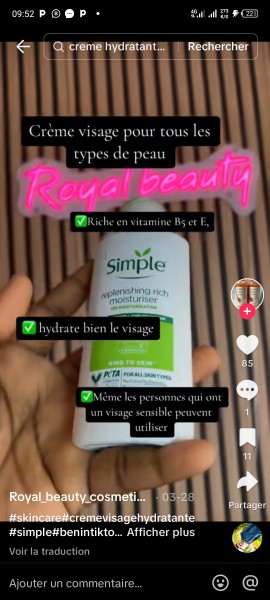 09:52
creme hydratant...
Rechercher
Crème visage pour tous les
types de peau
Royal beauty
✅Riche en vitamine B5 et E,
Simple
replenishing rich
moisturiser
✅ hydrate bien le visage
KIND TO SKIN
PeTA
FOR ALL SKIN TYPES
✅Même les personnes qui ont
un visage sensible peuvent
utiliser
85
1
11
Partager
Royal_beauty_cosmeti... · 03-28
#skincare#cremevisagehydratante
#simple#benintikto... Afficher plus
Voir la traduction
Ajouter un commentaire...